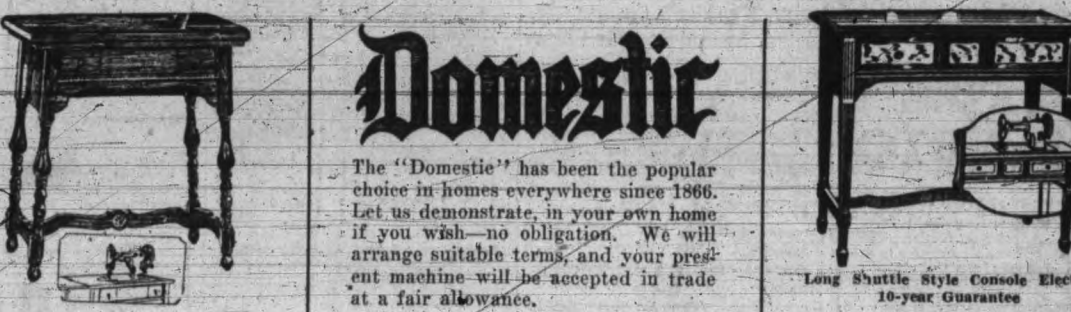 Domestic
The "Domestic" has been the popular
choice in homes everywhere since 1866.
Let us demonstrate, in your own home
if you wish—no obligation. We will
arrange suitable terms, and your pres-
ent machine will be accepted in trade
at a fair allowance.
Long Shuttle Style Console Elec
10-year Guarantee